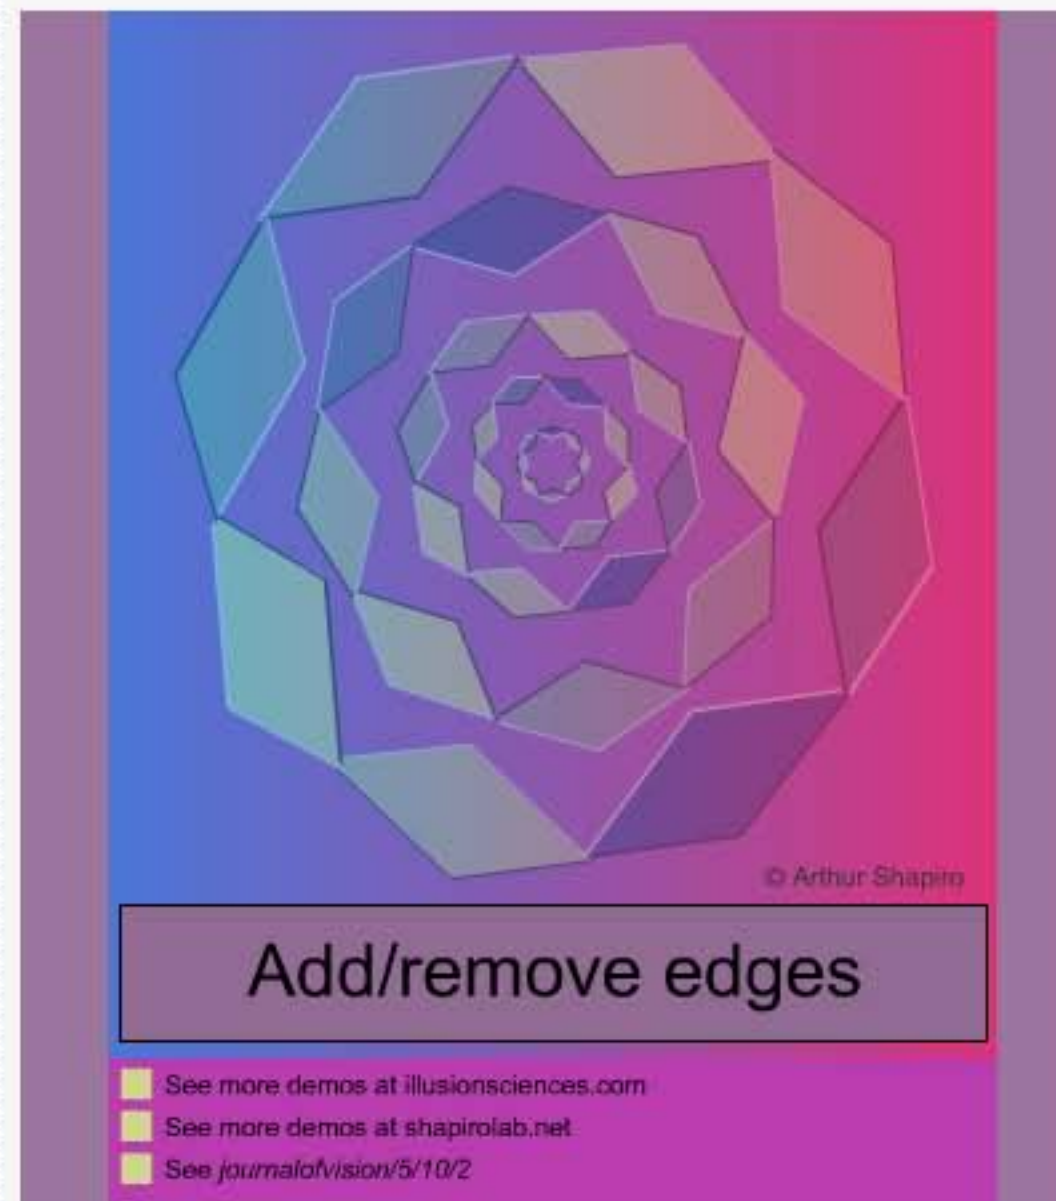 © Arthur Shapiro
Add/remove edges
See more demos at illusionsciences.com
See more demos at shapirolab.net
See journalofvision/5/10/2